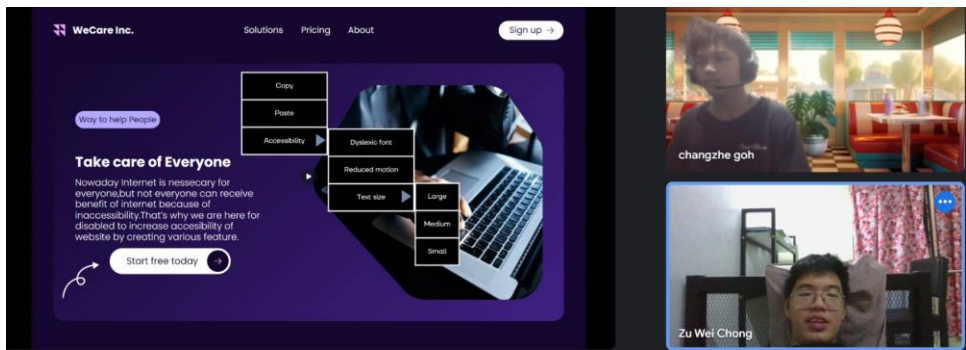 WeCare Inc.
Solutions Pricing About
Sign up →
Copy
Paste
Accessibility
Dyslexic font
Reduced motion
Text size
Large
Medium
Small
Way to help People
Take care of Everyone
Nowaday Internet is nessecary for
everyone,but not everyone can receive
benefit of internet because of
inaccessibility.That's why we are here for
disabled to increase accesibility of
website by creating various feature.
Start free today →
changzhe goh
Zu Wei Chong